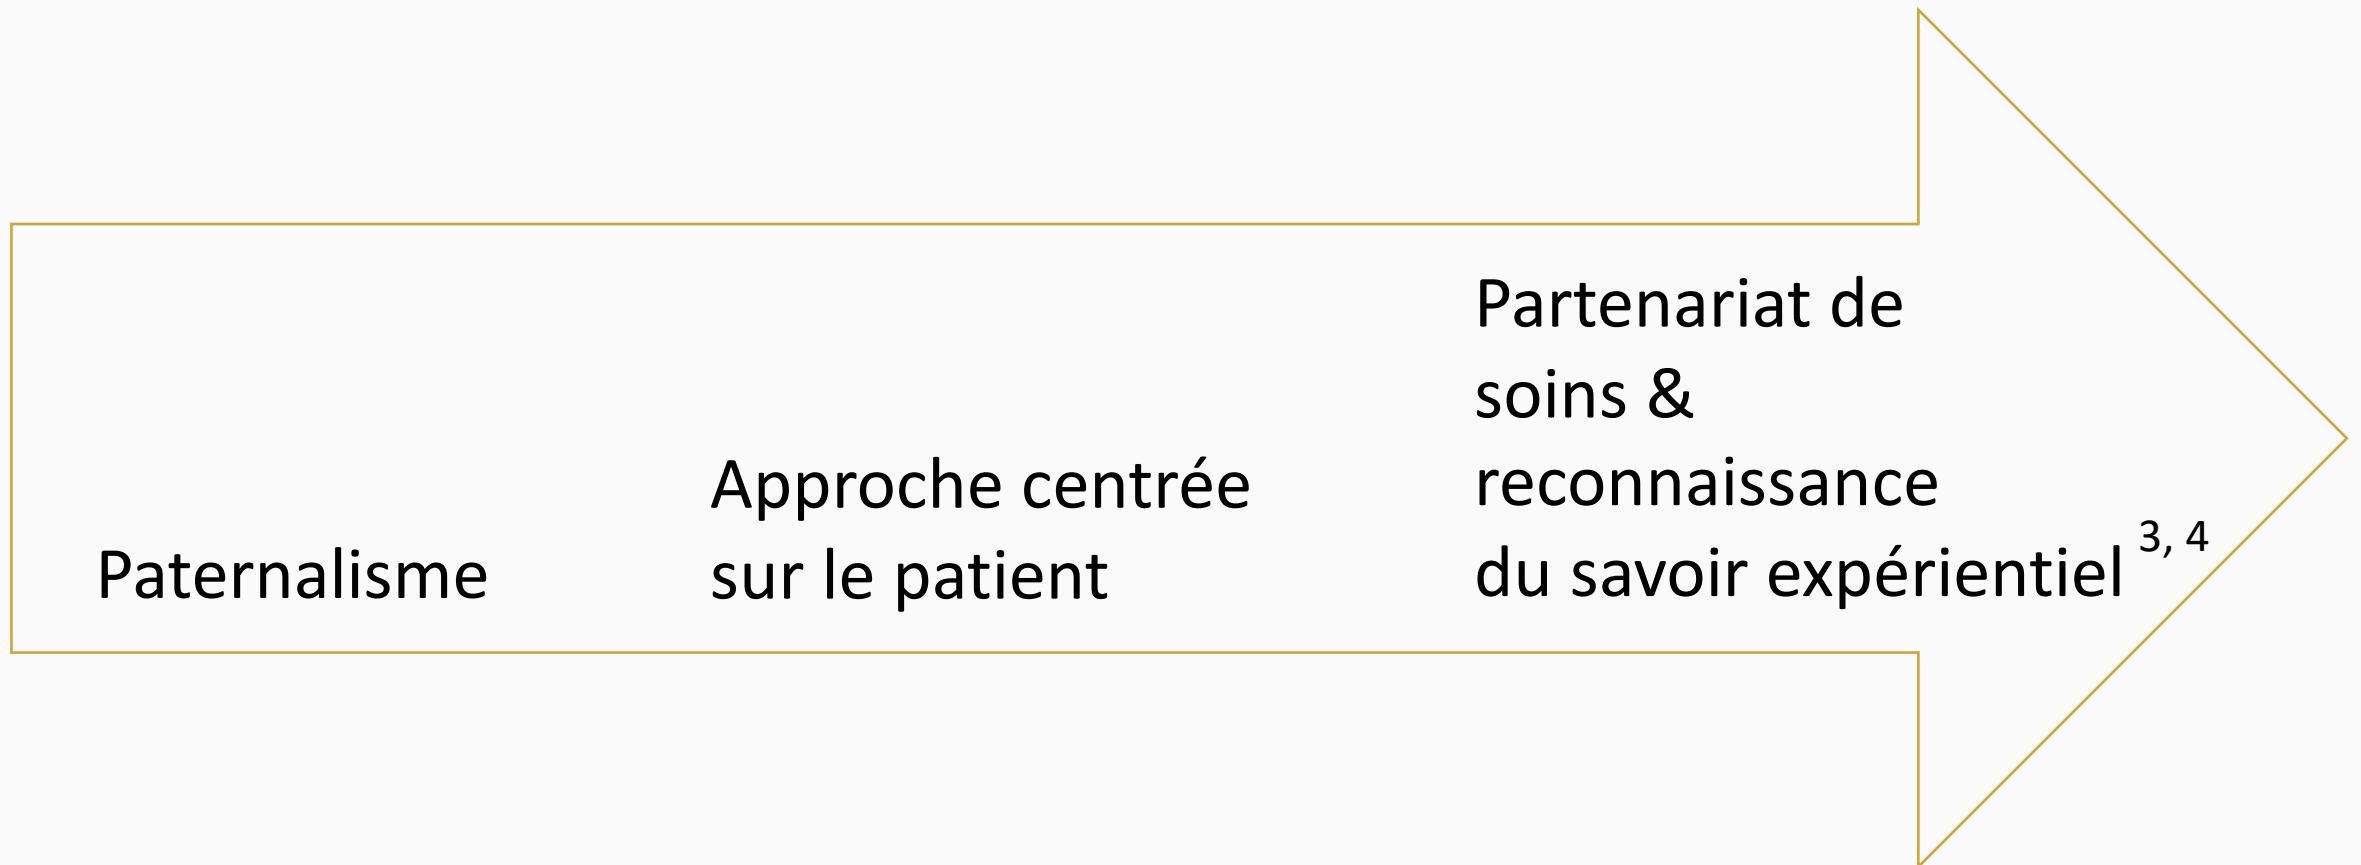 Paternalisme
Approche centrée
sur le patient
Partenariat de
soins &
reconnaissance
du savoir expérientiel 3, 4